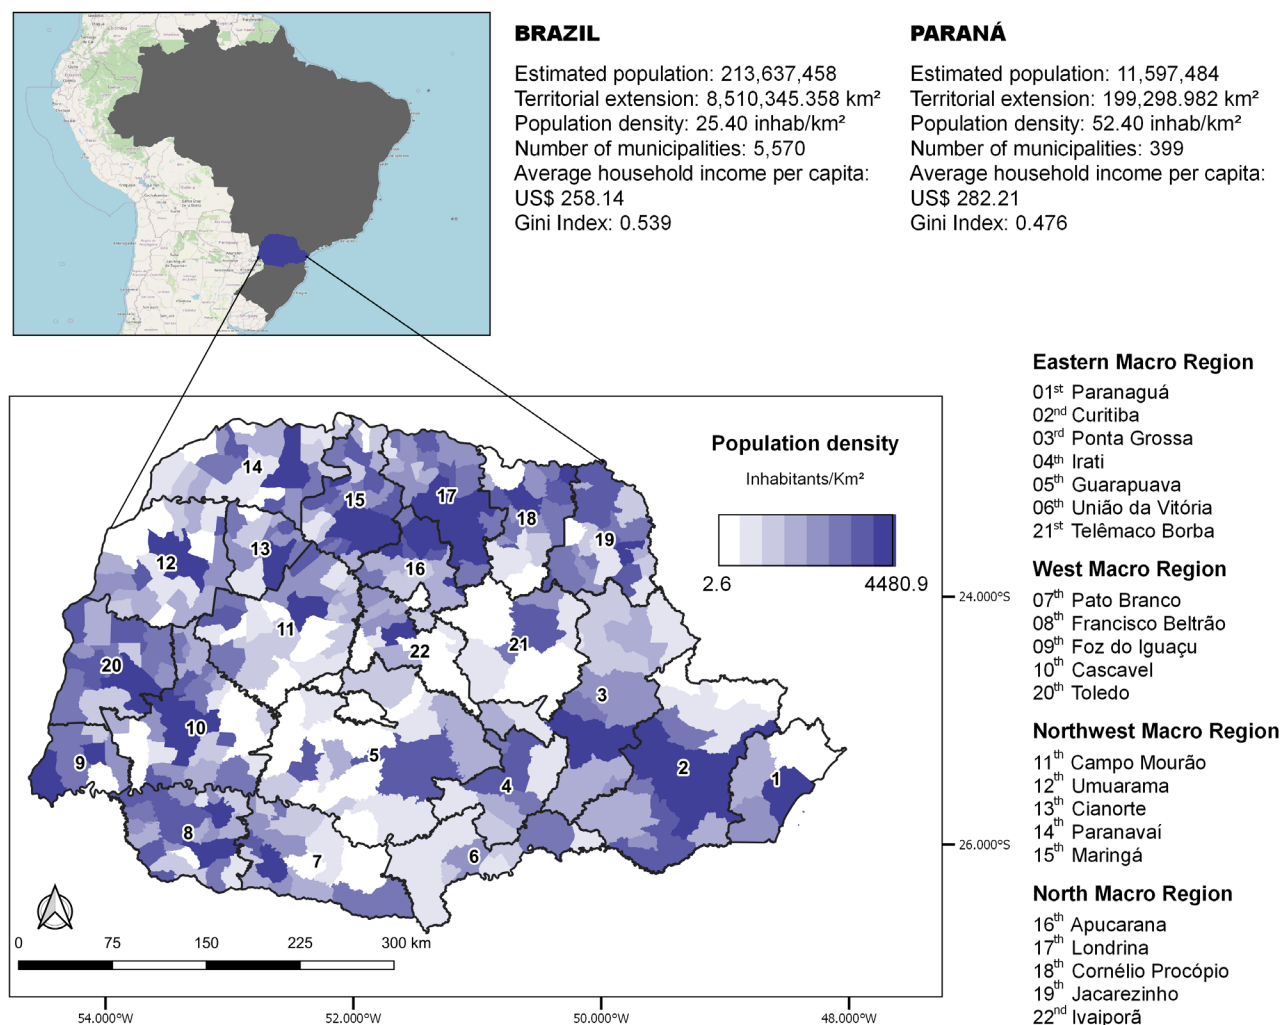 BRAZIL
Estimated population: 213,637,458
Territorial extension: 8,510,345.358 km²
Population density: 25.40 inhab/km²
Number of municipalities: 5,570
Average household income per capita:
US$ 258.14
Gini Index: 0.539
PARANÁ
Estimated population: 11,597,484
Territorial extension: 199,298.982 km²
Population density: 52.40 inhab/km²
Number of municipalities: 399
Average household income per capita:
US$ 282.21
Gini Index: 0.476
Population density
Inhabitants/Km²
2.6
4480.9
14
15
17
18
19
12
13
16
11
22
21
20
10
3
9
5
2
1
4
8
7
6
24.000°S
26.000°S
0 75 150 225 300 km
54.000°W 52.000°W 50.000°W 48.000°W
Eastern Macro Region
01st Paranaguá
02nd Curitiba
03rd Ponta Grossa
04th Irati
05th Guarapuava
06th União da Vitória
21st Telêmaco Borba
West Macro Region
07th Pato Branco
08th Francisco Beltrão
09th Foz do Iguaçu
10th Cascavel
20th Toledo
Northwest Macro Region
11th Campo Mourão
12th Umuarama
13th Cianorte
14th Paranavaí
15th Maringá
North Macro Region
16th Apucarana
17th Londrina
18th Cornélio Procópio
19th Jacarezinho
22nd Ivaiporã